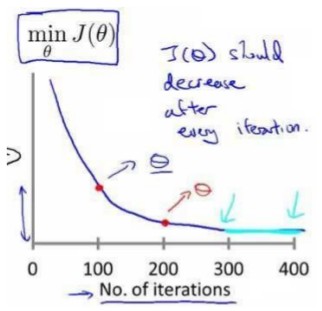 min J(θ)
θ
J(θ) should
decrease
after
every iteration.
θ
θ
0 100 200 300 400
→ No. of iterations